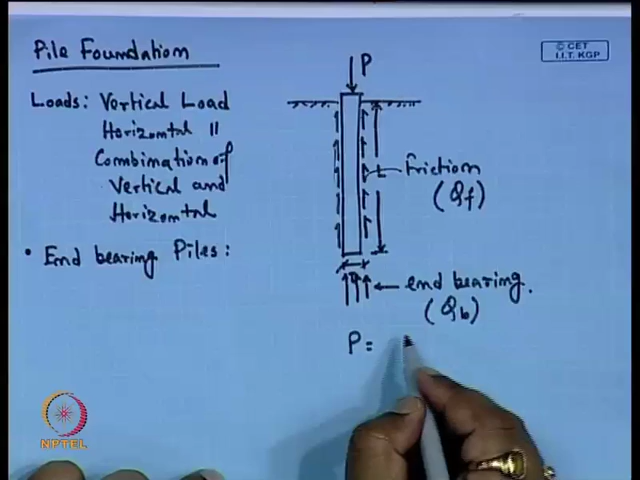 Pile Foundation
© CET
I.I.T. KGP
P
Loads: Vertical Load
Horizontal "
Combination of
Vertical and
Horizontal
L
Friction
(Qf)
• End bearing Piles:
end bearing.
(Qb)
P =
NPTEL